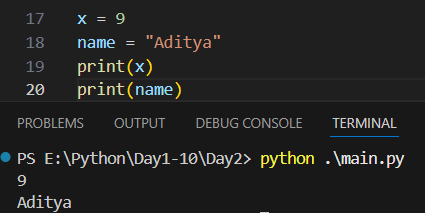 17 x = 9
18 name = "Aditya"
19 print(x)
20 print(name)
PROBLEMS OUTPUT DEBUG CONSOLE TERMINAL
PS E:\Python\Day1-10\Day2> python .\main.py
9
Aditya